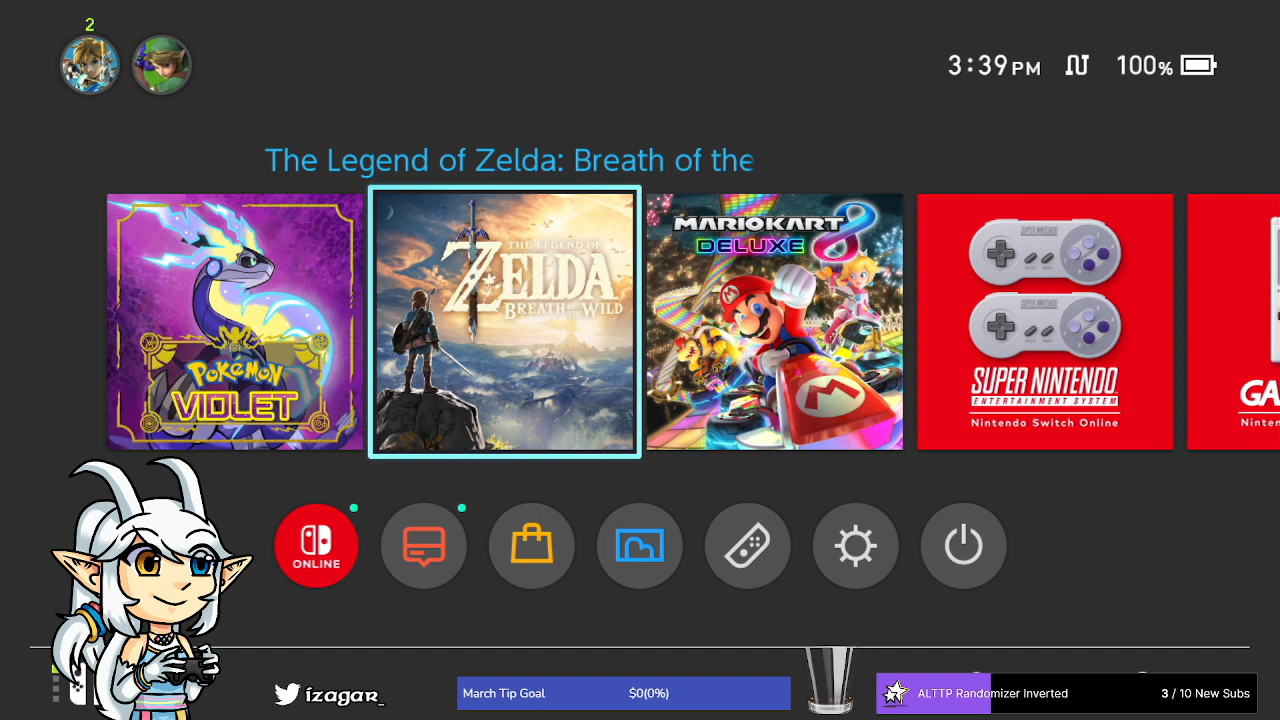 2
3:39 PM
100%
The Legend of Zelda: Breath of the
POKéMON
VIOLET
THE LEGEND OF
ZELDA
BREATH OF THE WILD
MARIOKART 8
DELUXE
SUPER NINTENDO
ENTERTAINMENT SYSTEM
Nintendo Switch Online
GA
Ninten
ONLINE
izagar_
March Tip Goal $0(0%)
ALTTP Randomizer Inverted 3 / 10 New Subs